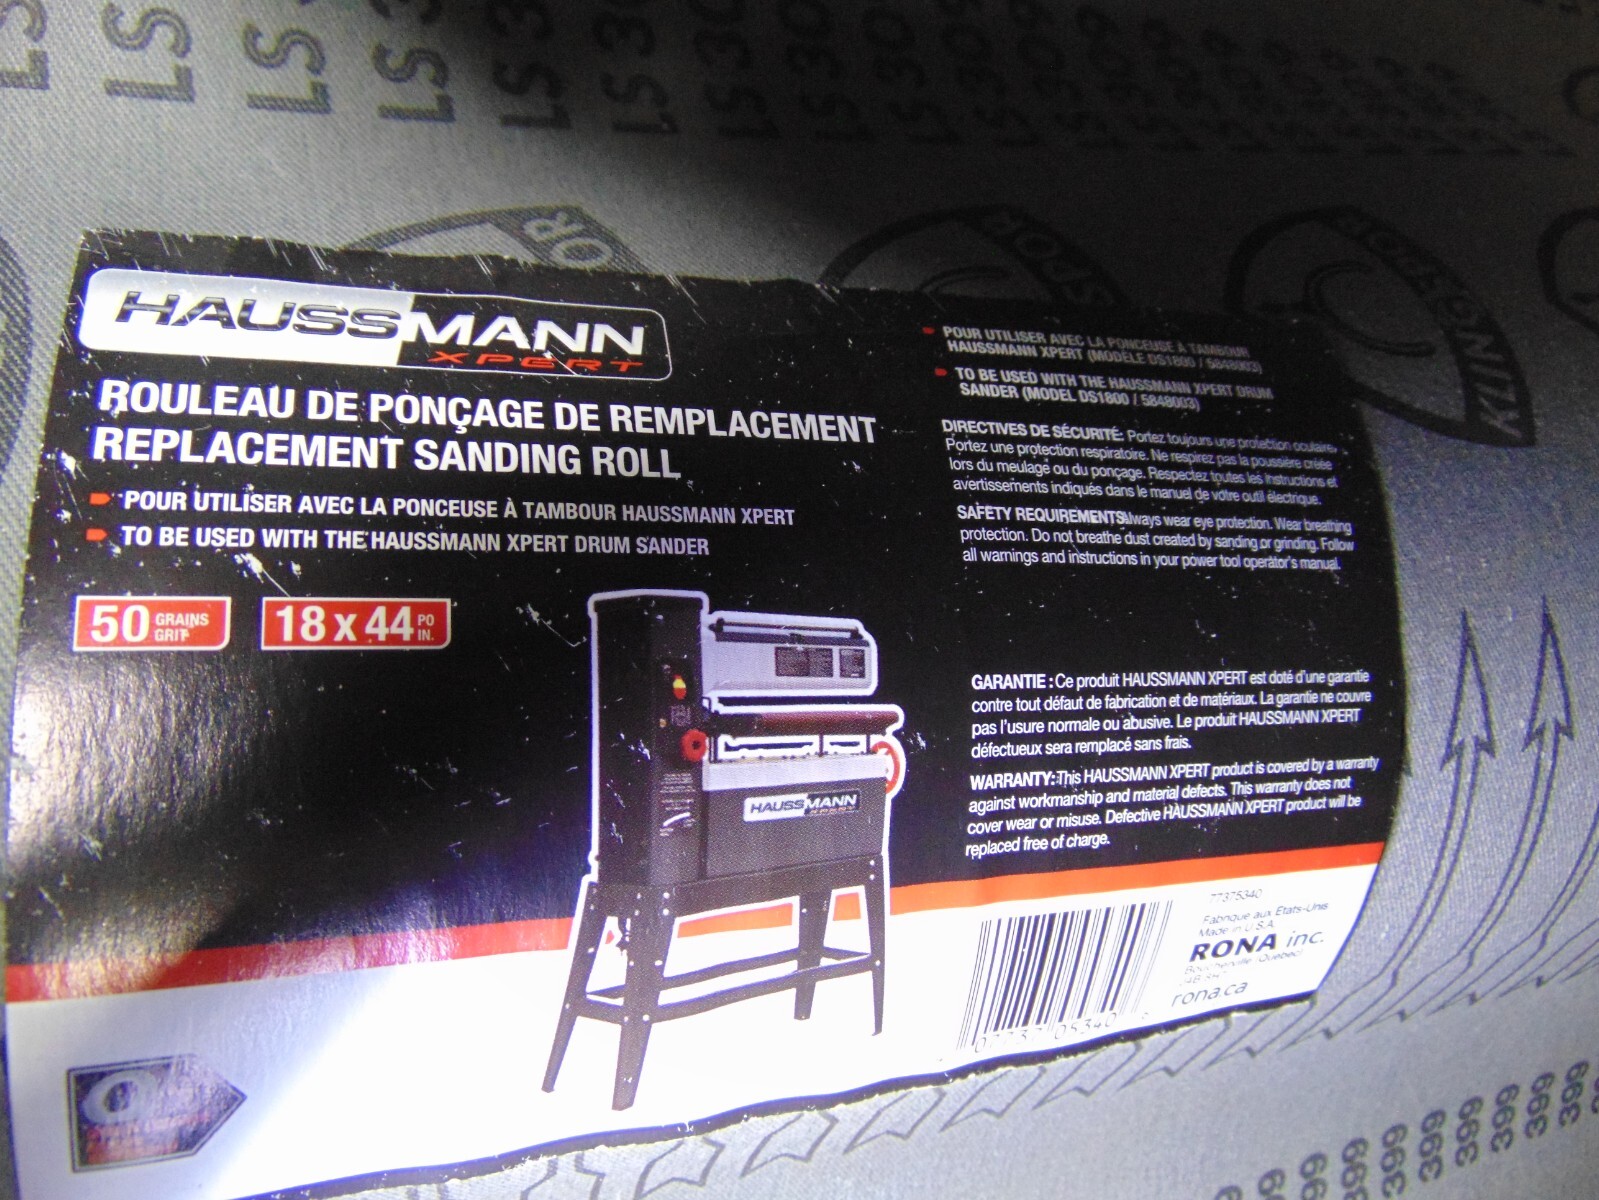 LS 309
HAUSSMANN
XPERT
ROULEAU DE PONÇAGE DE REMPLACEMENT
REPLACEMENT SANDING ROLL
POUR UTILISER AVEC LA PONCEUSE À TAMBOUR HAUSSMANN XPERT
TO BE USED WITH THE HAUSSMANN XPERT DRUM SANDER
50 GRAINS
GRIT
18 x 44 PO
IN.
HAUSSMANN
XPERT
POUR UTILISER AVEC LA PONCEUSE À TAMBOUR
HAUSSMANN XPERT (MODÈLE DS1800 / 5848003)
TO BE USED WITH THE HAUSSMANN XPERT DRUM
SANDER (MODEL DS1800 / 5848003)
DIRECTIVES DE SÉCURITÉ: Portez toujours une protection oculaire.
Portez une protection respiratoire. Ne respirez pas la poussière créée
lors du meulage ou du ponçage. Respectez toutes les instructions et
avertissements indiqués dans le manuel de votre outil électrique.
SAFETY REQUIREMENTS: Always wear eye protection. Wear breathing
protection. Do not breathe dust created by sanding or grinding. Follow
all warnings and instructions in your power tool operator's manual.
GARANTIE : Ce produit HAUSSMANN XPERT est doté d'une garantie
contre tout défaut de fabrication et de matériaux. La garantie ne couvre
pas l'usure normale ou abusive. Le produit HAUSSMANN XPERT
défectueux sera remplacé sans frais.
WARRANTY: This HAUSSMANN XPERT product is covered by a warranty
against workmanship and material defects. This warranty does not
cover wear or misuse. Defective HAUSSMANN XPERT product will be
replaced free of charge.
77375340
Fabriqué aux États-Unis
Made in U.S.A.
RONA inc.
Boucherville (Québec)
rona.ca
KLINGSPOR
399
399
399
399
399
399